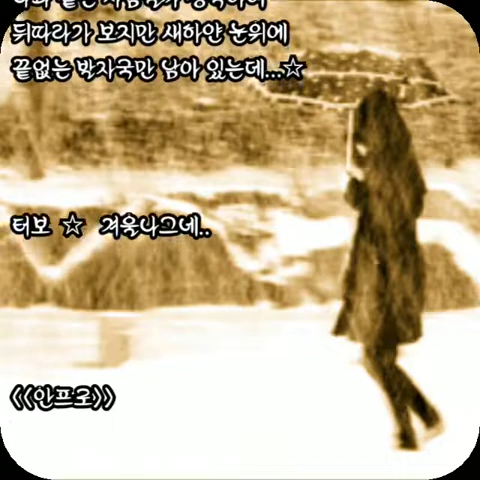 뒤따라가 보지만 새하얀 눈위에
끝없는 발자국만 남아 있는데...☆
터보 ☆ 겨울나그네..
《《안프로》》